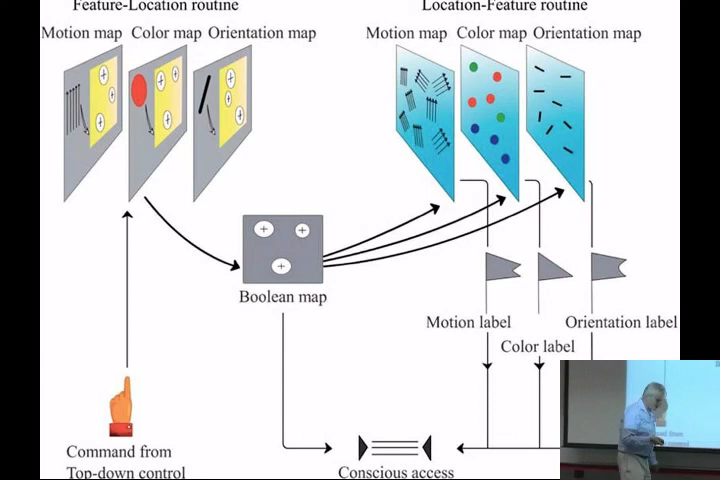 Feature-Location routine
Location-Feature routine
Motion map
Color map
Orientation map
Motion map
Color map
Orientation map
Boolean map
Motion label
Orientation label
Color label
Command from
Top-down control
Conscious access